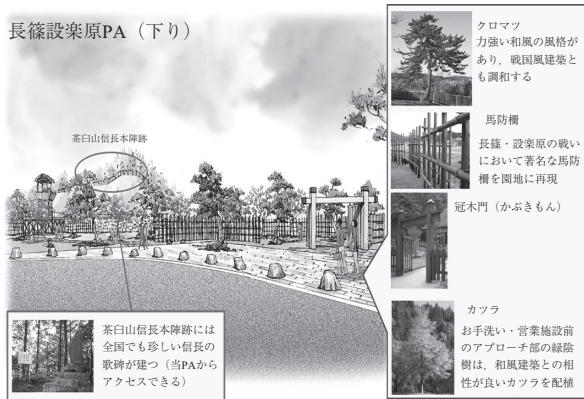 長篠設楽原PA（下り）
茶臼山信長本陣跡
茶臼山信長本陣跡には
全国でも珍しい信長の
歌碑が建つ（当PAから
アクセスできる）
クロマツ
力強い和風の風格が
あり，戦国風建築と
も調和する
馬防柵
長篠・設楽原の戦い
において著名な馬防
柵を園地に再現
冠木門（かぶきもん）
カツラ
お手洗い・営業施設前
のアプローチ部の緑陰
樹は，和風建築との相
性が良いカツラを配植